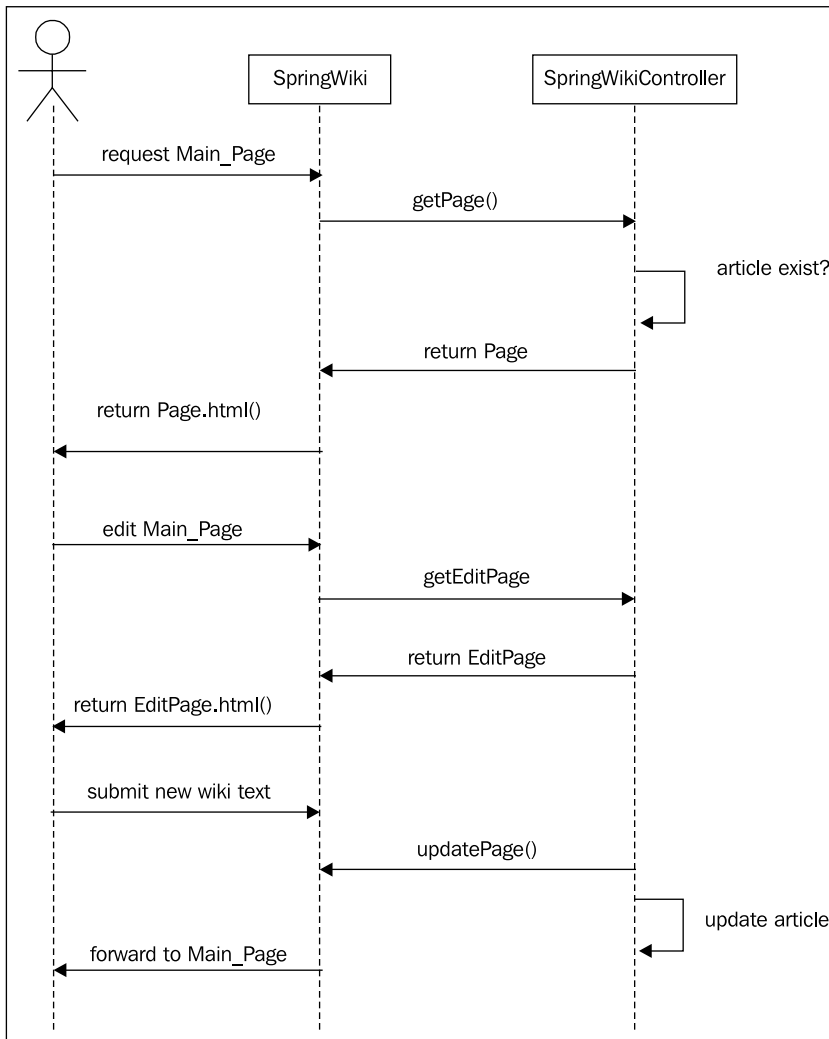 SpringWiki
SpringWikiController
request Main_Page
getPage()
article exist?
return Page
return Page.html()
edit Main_Page
getEditPage
return EditPage
return EditPage.html()
submit new wiki text
updatePage()
update article
forward to Main_Page